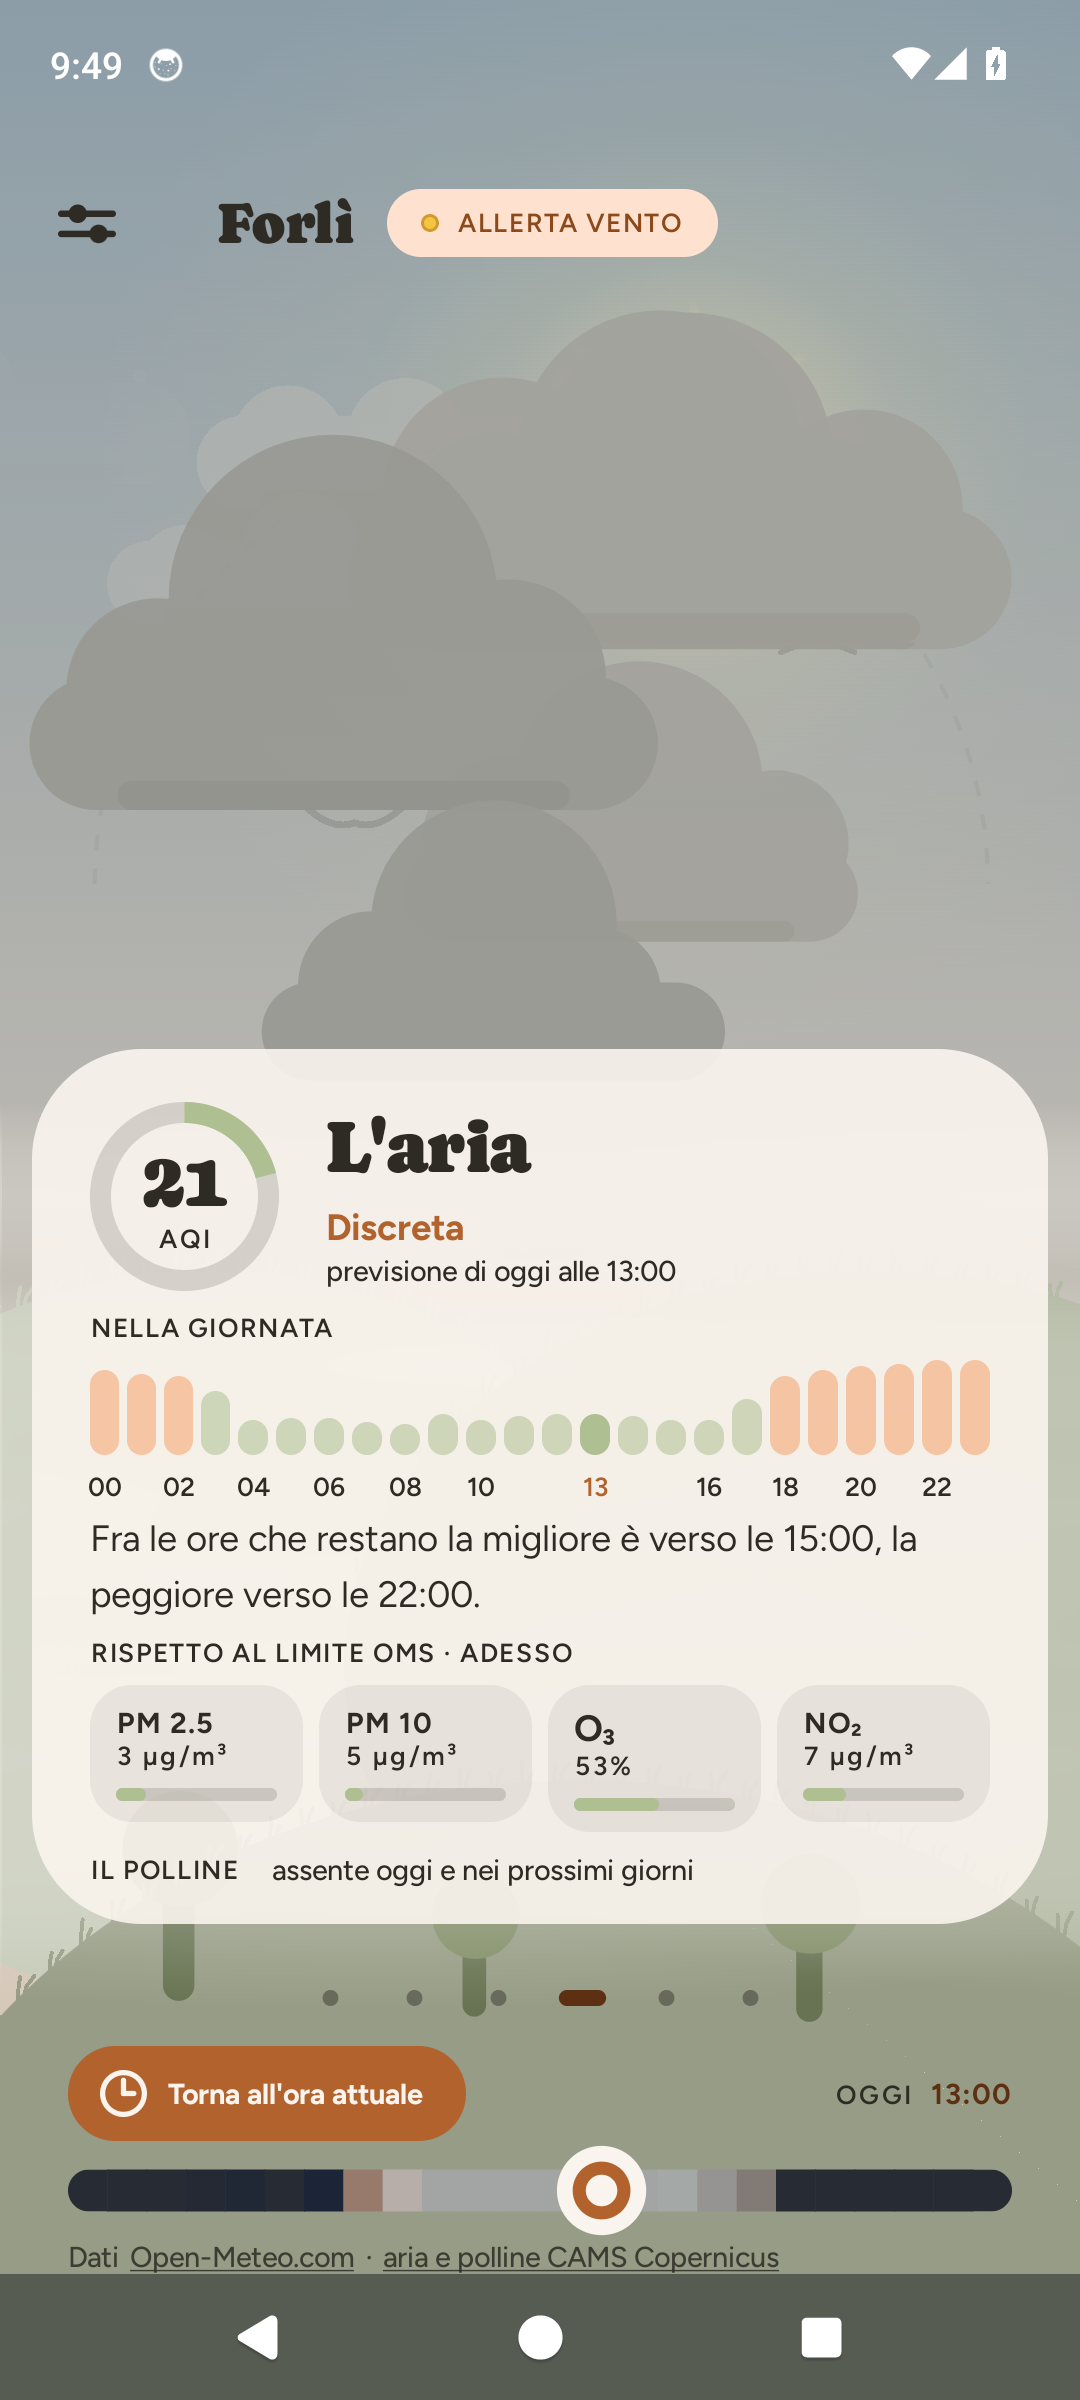 9:49
Forlì
ALLERTA VENTO
21
AQI
L'aria
Discreta
previsione di oggi alle 13:00
NELLA GIORNATA
00 02 04 06 08 10 13 16 18 20 22
Fra le ore che restano la migliore è verso le 15:00, la
peggiore verso le 22:00.
RISPETTO AL LIMITE OMS · ADESSO
PM 2.5
3 µg/m³
PM 10
5 µg/m³
O₃
53%
NO₂
7 µg/m³
IL POLLINE assente oggi e nei prossimi giorni
Torna all'ora attuale
OGGI 13:00
Dati Open-Meteo.com · aria e polline CAMS Copernicus